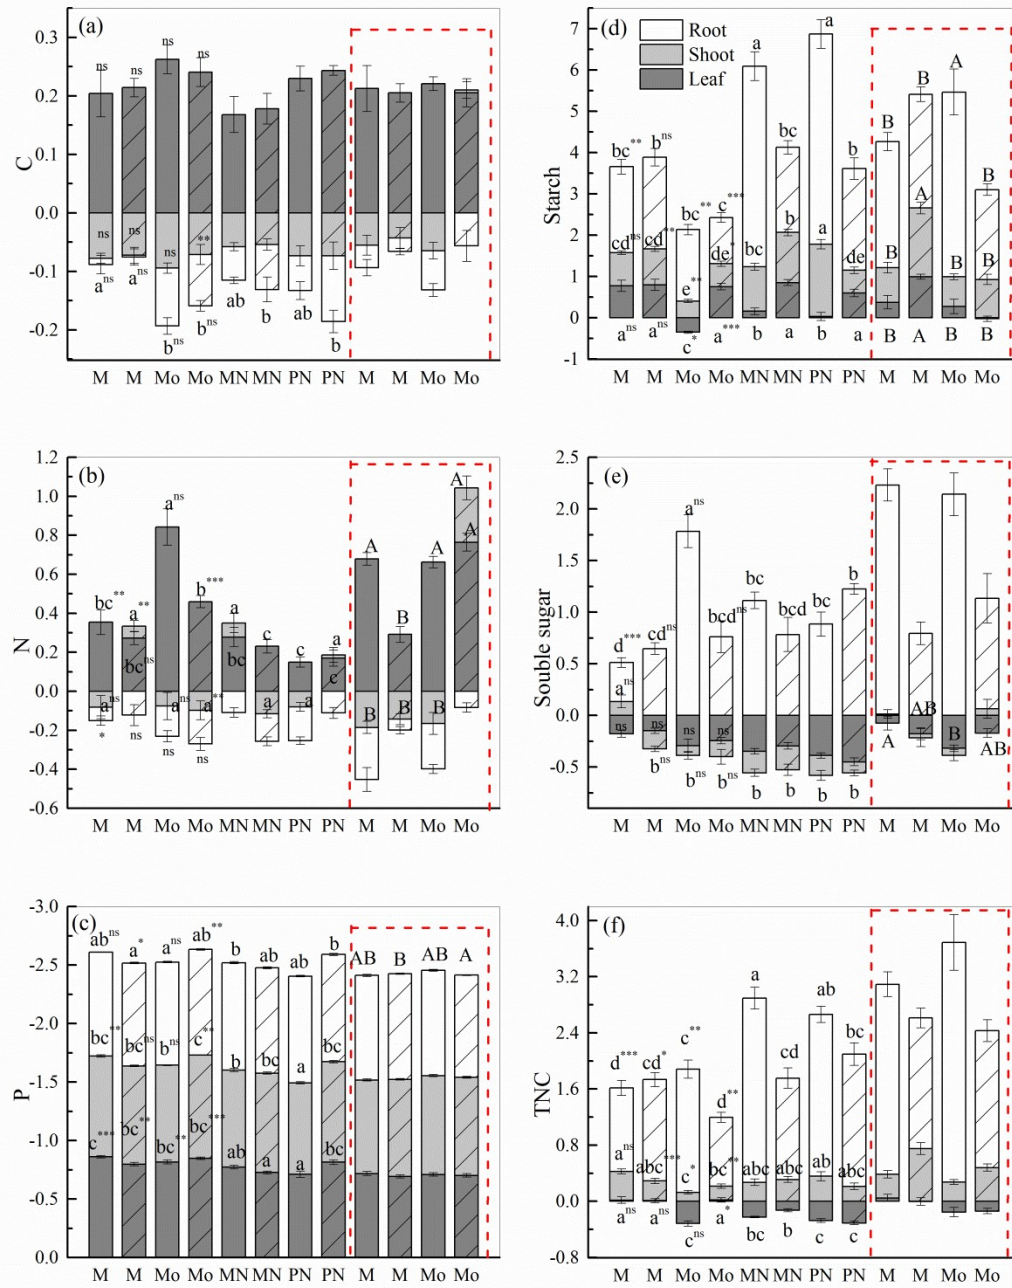 (a)
C
0.3
0.2
0.1
0.0
-0.1
-0.2
ns ns ns ns
ns ns ns **
a^ns a^ns b^ns b^ns ab b ab b
M M Mo Mo MN MN PN PN M M Mo Mo
(d)
Root
Shoot
Leaf
Starch
7
6
5
4
3
2
1
0
-1
bc** b^ns bc** c*** a bc a b B B A B
cd^ns cd** e** de* bc b a de B A B B
a^ns a^ns c* a*** b a b a B A B B
M M Mo Mo MN MN PN PN M M Mo Mo
(b)
N
1.2
1.0
0.8
0.6
0.4
0.2
0.0
-0.2
-0.4
-0.6
bc** a** a^ns b*** a c c a A B A A
bc^ns bc c A
a^ns a^ns a** a a B B B
* ns ns ns
M M Mo Mo MN MN PN PN M M Mo Mo
(e)
Souble sugar
2.5
2.0
1.5
1.0
0.5
0.0
-0.5
d*** cd^ns a^ns bcd^ns bc bcd bc b
a^ns
ns ns ns ns A AB B AB
b^ns b^ns b^ns b b b b
M M Mo Mo MN MN PN PN M M Mo Mo
(c)
P
-3.0
-2.5
-2.0
-1.5
-1.0
-0.5
0.0
ab^ns a* a^ns ab** b ab ab b AB B AB A
bc** bc^ns b^ns c** b bc a bc
c*** bc** bc** bc*** ab a a bc
M M Mo Mo MN MN PN PN M M Mo Mo
(f)
TNC
4.0
3.2
2.4
1.6
0.8
0.0
-0.8
d*** cd* c** d** a cd ab bc
a^ns abc*** c* bc** abc abc ab abc
a^ns a^ns c^ns a* bc b c c
M M Mo Mo MN MN PN PN M M Mo Mo